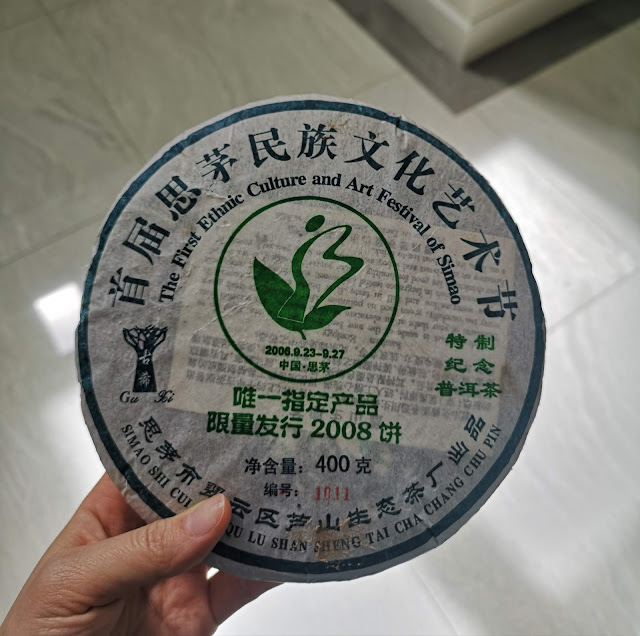 首届思茅民族文化艺术节
The First Ethnic Culture and Art Festival of Simao
2006.9.23-9.27
中国·思茅
特制
纪念
普洱茶
古希
Gu Xi
唯一指定产品
限量发行 2008 饼
净含量: 400 克
编号: 1011
思茅市翠云区芦山生态茶厂出品
SIMAO SHI CUI QU LU SHAN SHENG TAI CHA CHANG CHU PIN